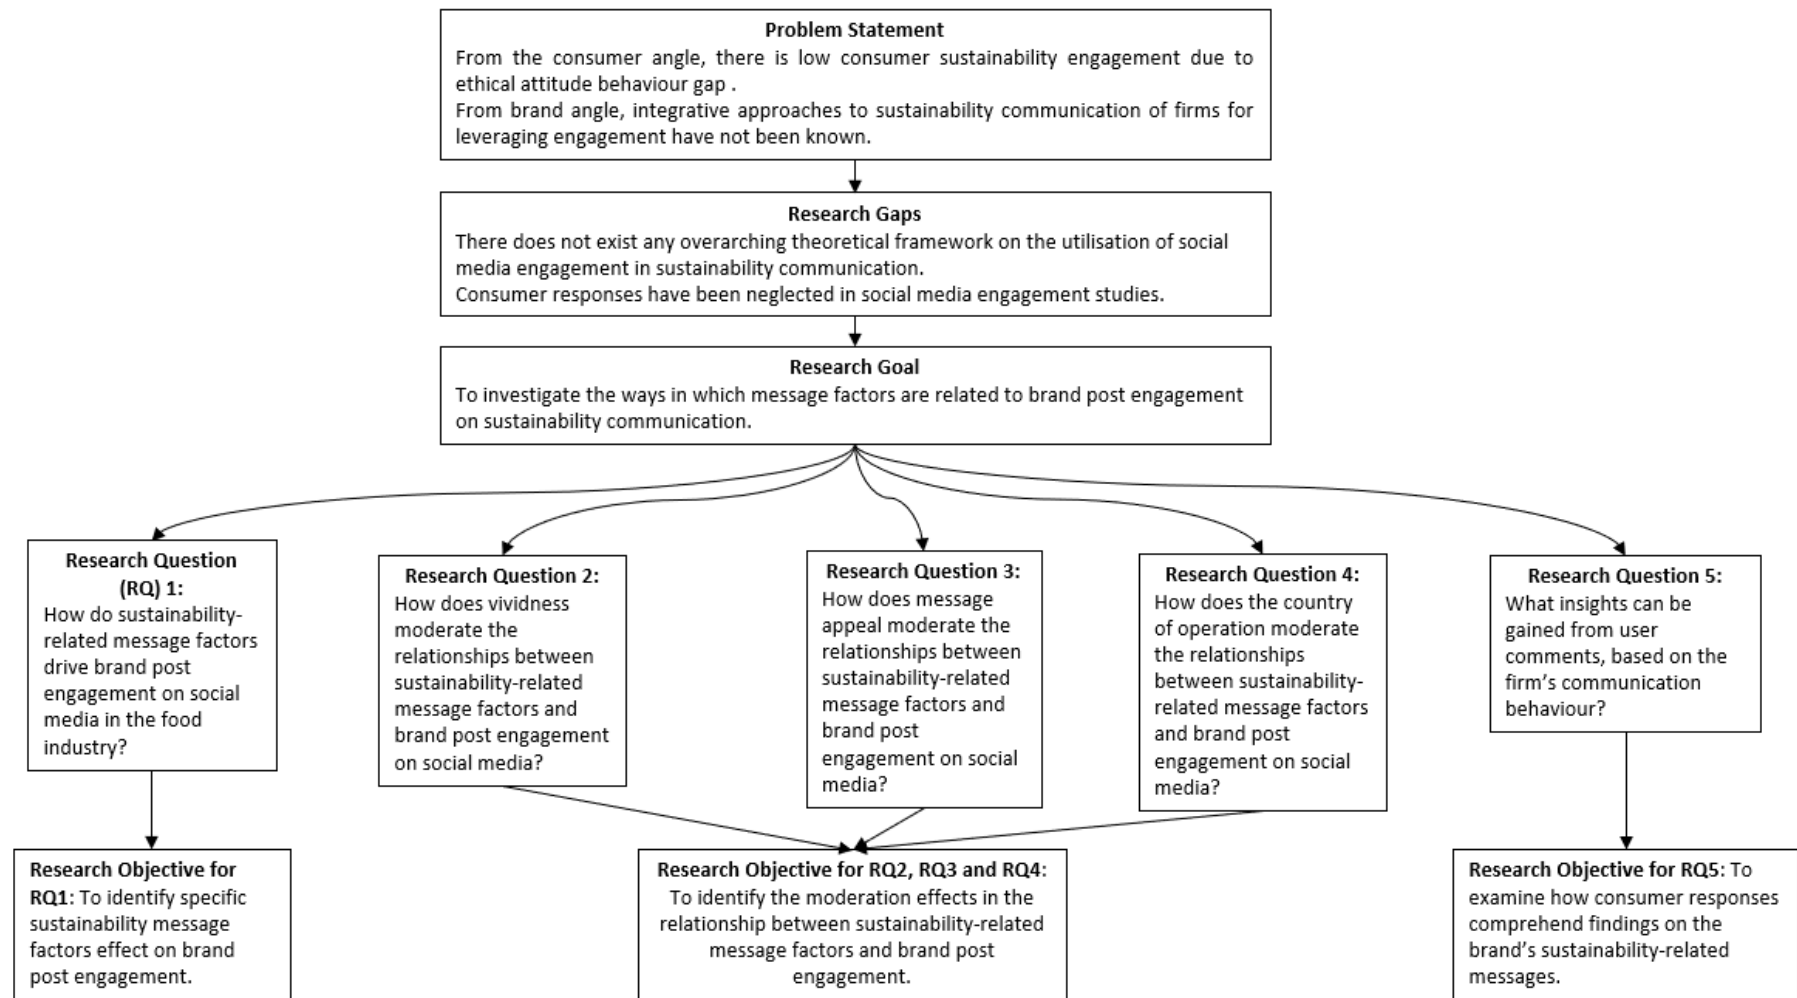 Problem Statement
From the consumer angle, there is low consumer sustainability engagement due to
ethical attitude behaviour gap .
From brand angle, integrative approaches to sustainability communication of firms for
leveraging engagement have not been known.
Research Gaps
There does not exist any overarching theoretical framework on the utilisation of social
media engagement in sustainability communication.
Consumer responses have been neglected in social media engagement studies.
Research Goal
To investigate the ways in which message factors are related to brand post engagement
on sustainability communication.
Research Question
(RQ) 1:
How do sustainability-
related message factors
drive brand post
engagement on social
media in the food
industry?
Research Question 2:
How does vividness
moderate the
relationships between
sustainability-related
message factors and
brand post engagement
on social media?
Research Question 3:
How does message
appeal moderate the
relationships between
sustainability-related
message factors and
brand post
engagement on social
media?
Research Question 4:
How does the country
of operation moderate
the relationships
between sustainability-
related message factors
and brand post
engagement on social
media?
Research Question 5:
What insights can be
gained from user
comments, based on the
firm's communication
behaviour?
Research Objective for
RQ1: To identify specific
sustainability message
factors effect on brand
post engagement.
Research Objective for RQ2, RQ3 and RQ4:
To identify the moderation effects in the
relationship between sustainability-related
message factors and brand post
engagement.
Research Objective for RQ5: To
examine how consumer responses
comprehend findings on the
brand's sustainability-related
messages.